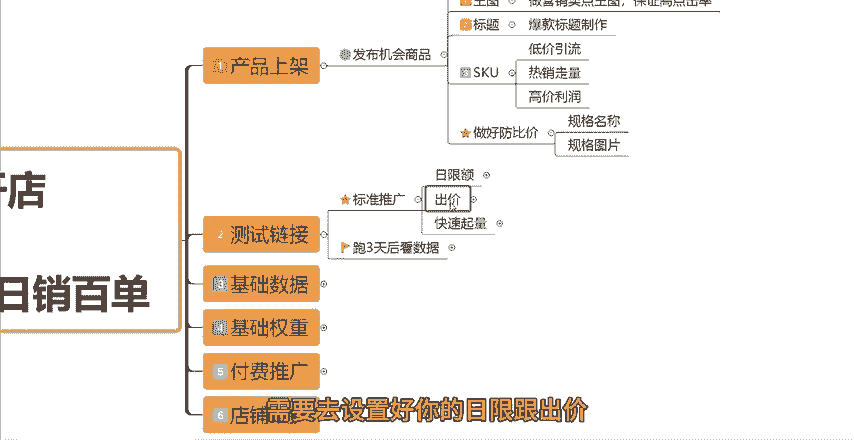 做营销卖点主图，保证高点击率
主图
标题
爆款标题制作
1 产品上架
发布机会商品
SKU
低价引流
热销走量
高价利润
做好防比价
规格名称
规格图片
开店
日销百单
2 测试链接
标准推广
日限额
出价
快速起量
跑3天后看数据
3 基础数据
4 基础权重
5 付费推广
6 店铺
需要去设置好你的日限跟出价